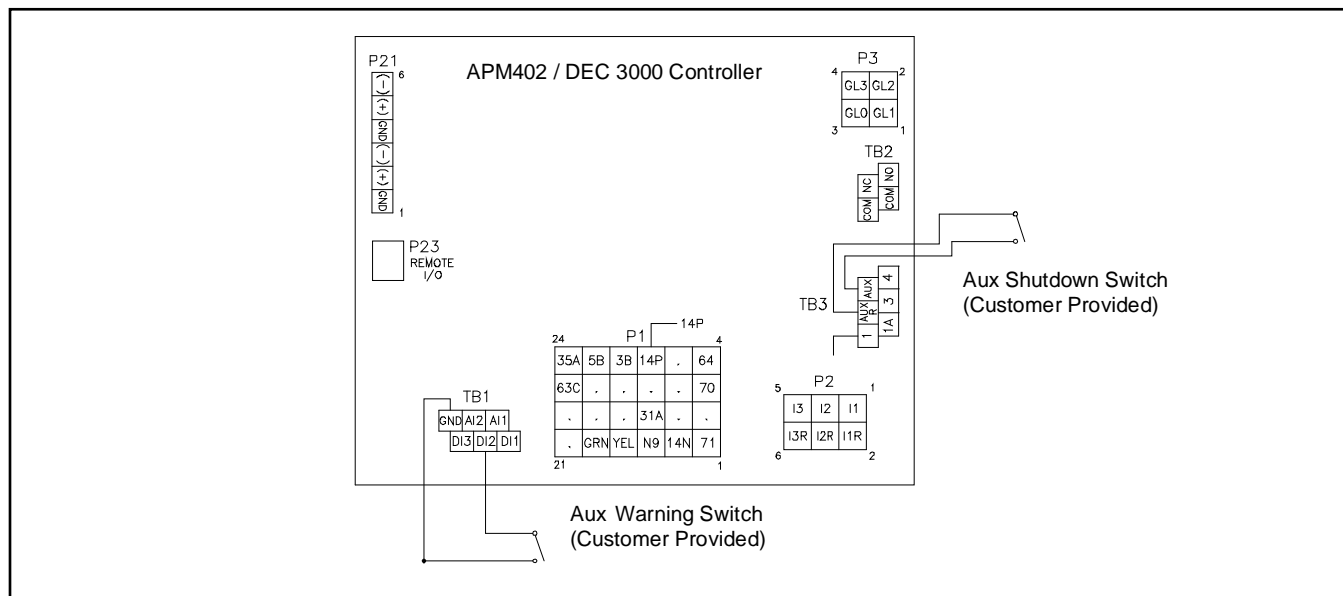 APM402 / DEC 3000 Controller
P21
6
(−)
(+)
GND
(−)
(+)
GND
1
P23
REMOTE
I/O
P3
4 2
GL3 GL2
GL0 GL1
3 1
TB2
NC NO
COM COM
Aux Shutdown Switch
(Customer Provided)
TB3
AUX 4
AUX R 3
1 1A
14P
P1
24 4
35A 5B 3B 14P . 64
63C . . . . 70
. . . 31A . .
. GRN YEL N9 14N 71
21 1
P2
5 1
I3 I2 I1
I3R I2R I1R
6 2
TB1
GND AI2 AI1
DI3 DI2 DI1
Aux Warning Switch
(Customer Provided)